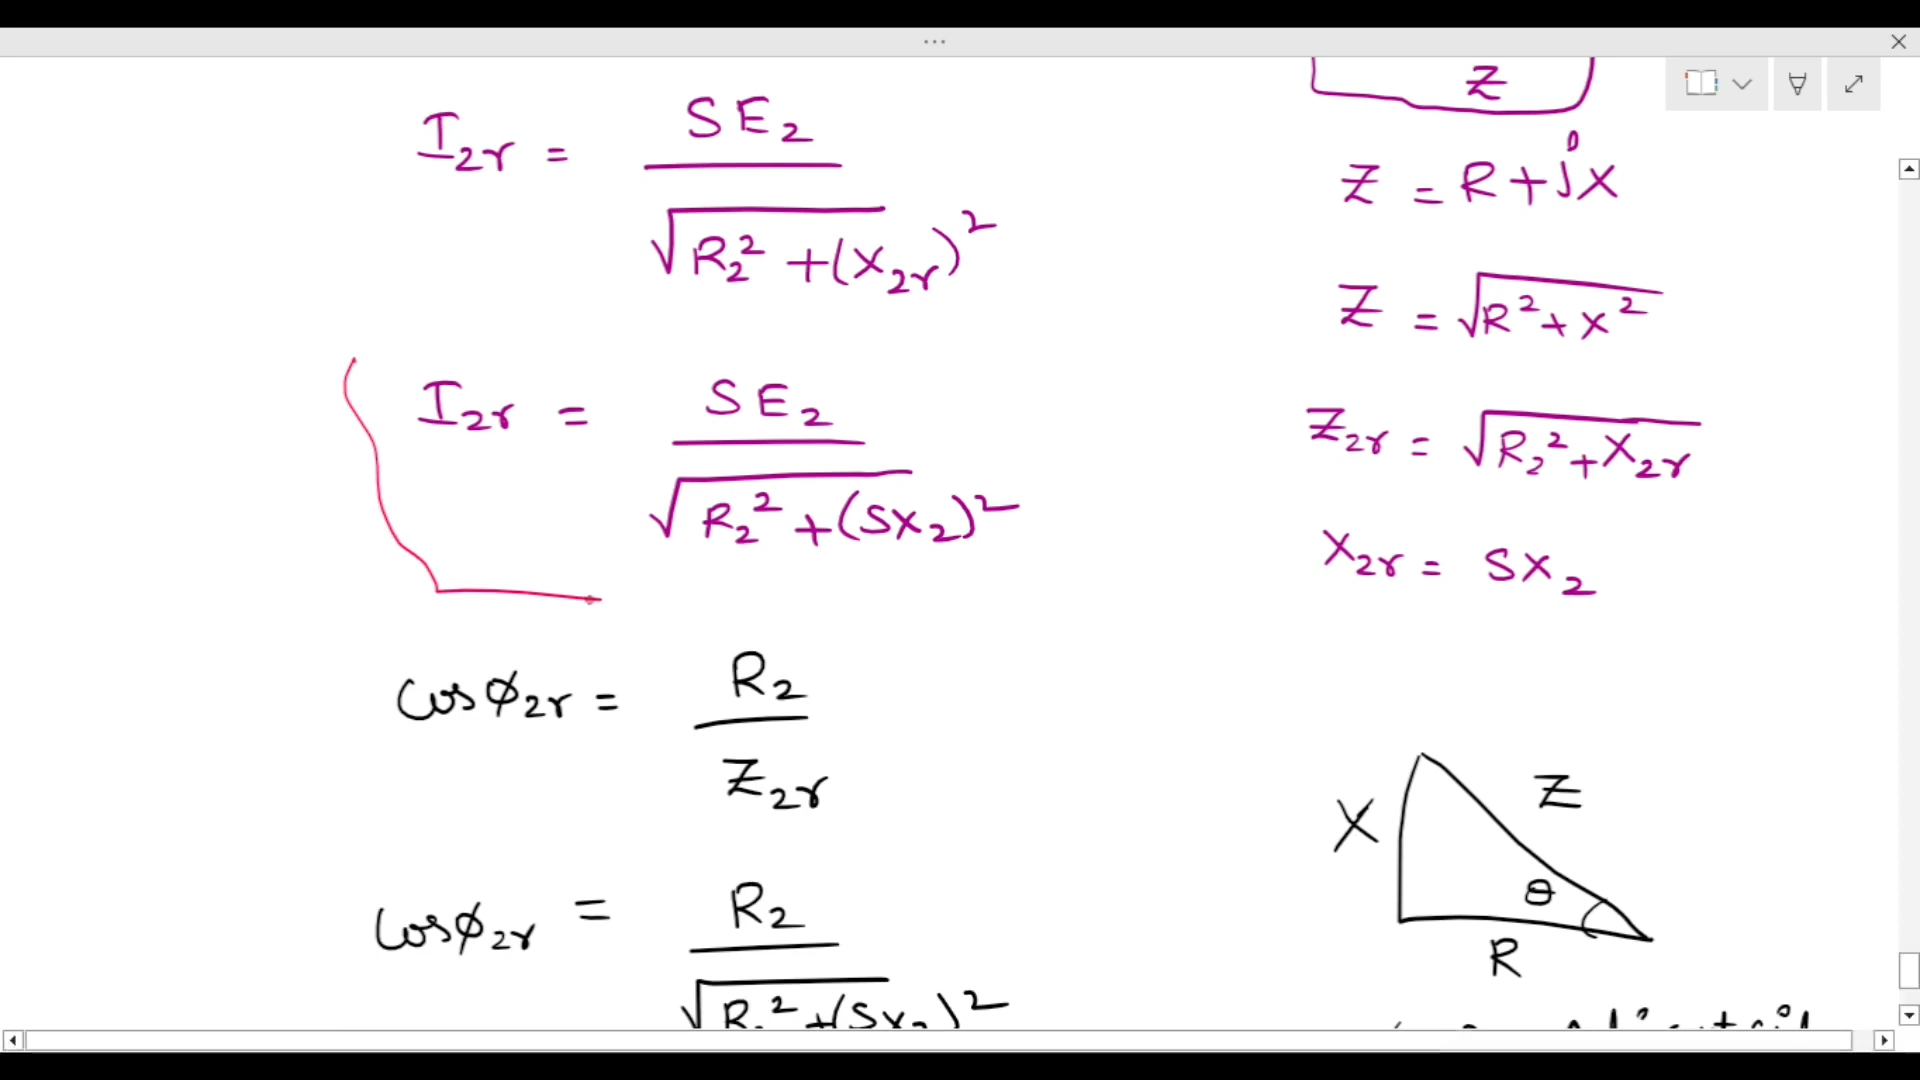 I₂r = SE₂ / √R₂² + (X₂r)²
I₂r = SE₂ / √R₂² + (SX₂)²
cosϕ₂r = R₂ / Z₂r
cosϕ₂r = R₂ / √R₂² + (SX₂)²
Z
Z = R + jX
Z = √R² + X²
Z₂r = √R₂² + X₂r
X₂r = SX₂
X
Z
θ
R